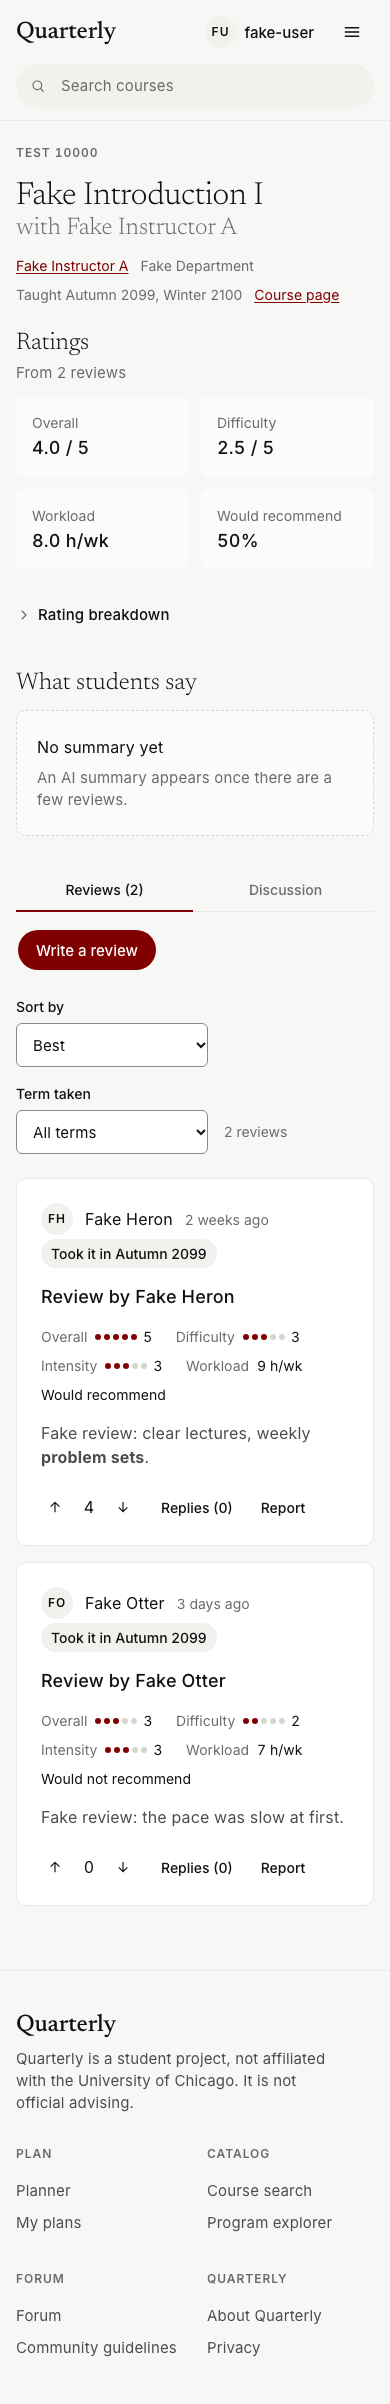 Quarterly
FU fake-user
Search courses
TEST 10000
Fake Introduction I
with Fake Instructor A
Fake Instructor A Fake Department
Taught Autumn 2099, Winter 2100 Course page
Ratings
From 2 reviews
Overall
4.0 / 5
Difficulty
2.5 / 5
Workload
8.0 h/wk
Would recommend
50%
Rating breakdown
What students say
No summary yet
An AI summary appears once there are a
few reviews.
Reviews (2) Discussion
Write a review
Sort by
Best
Term taken
All terms 2 reviews
FH Fake Heron 2 weeks ago
Took it in Autumn 2099
Review by Fake Heron
Overall 5 Difficulty 3
Intensity 3 Workload 9 h/wk
Would recommend
Fake review: clear lectures, weekly
problem sets.
↑ 4 ↓ Replies (0) Report
FO Fake Otter 3 days ago
Took it in Autumn 2099
Review by Fake Otter
Overall 3 Difficulty 2
Intensity 3 Workload 7 h/wk
Would not recommend
Fake review: the pace was slow at first.
↑ 0 ↓ Replies (0) Report
Quarterly
Quarterly is a student project, not affiliated
with the University of Chicago. It is not
official advising.
PLAN
Planner
My plans
CATALOG
Course search
Program explorer
FORUM
Forum
Community guidelines
QUARTERLY
About Quarterly
Privacy